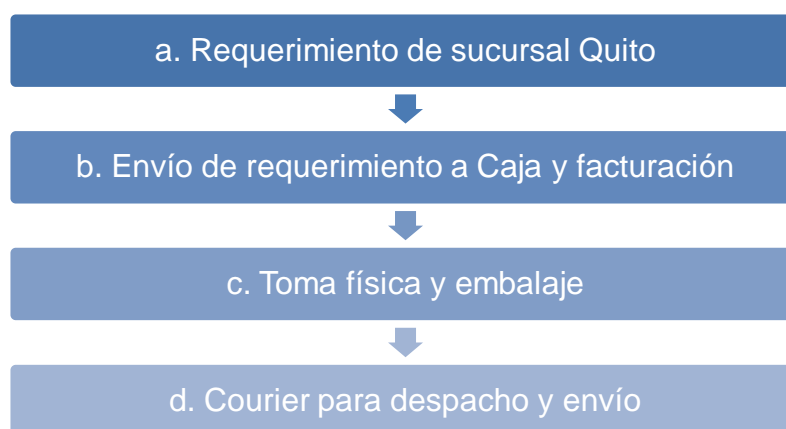 a. Requerimiento de sucursal Quito
b. Envío de requerimiento a Caja y facturación
c. Toma física y embalaje
d. Courier para despacho y envío